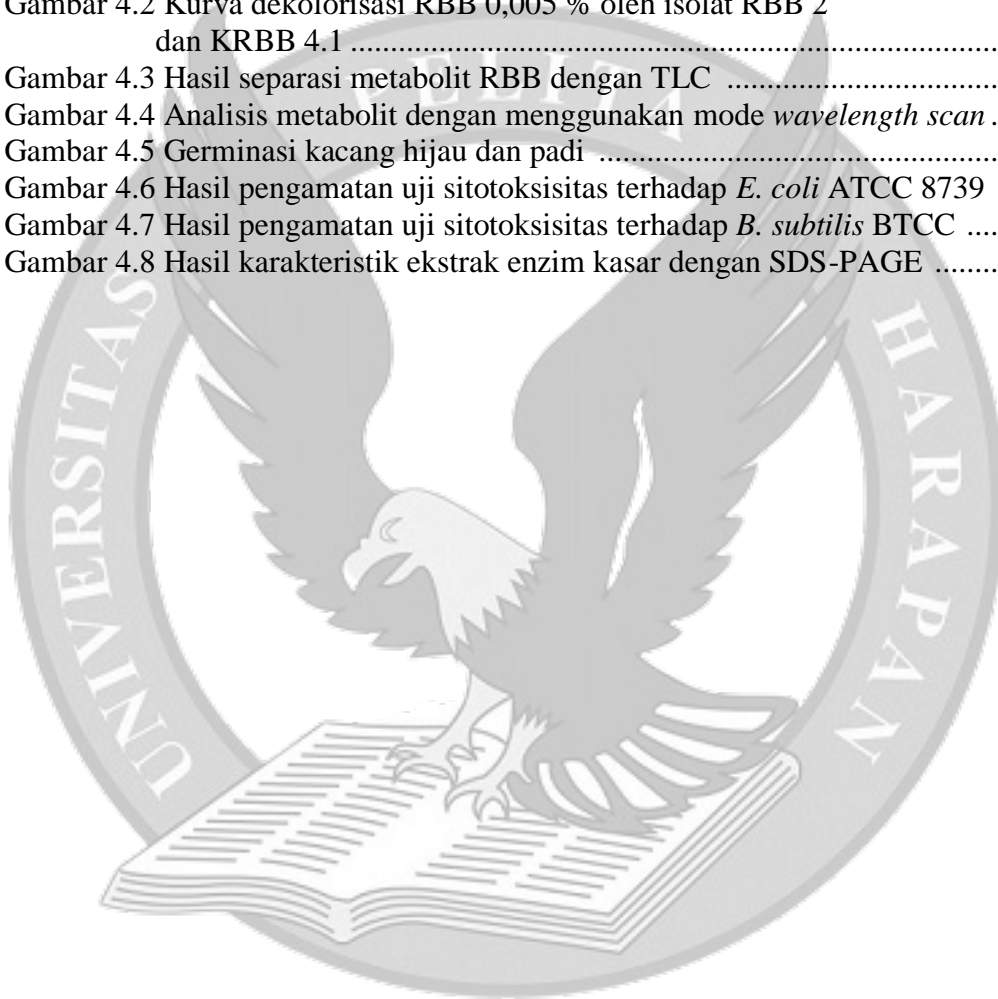 Gambar 4.2 Kurva dekolorisasi RBB 0,005 % oleh isolat RBB 2
dan KRBB 4.1 ....................................................................................
Gambar 4.3 Hasil separasi metabolit RBB dengan TLC ...................................
Gambar 4.4 Analisis metabolit dengan menggunakan mode wavelength scan .
Gambar 4.5 Germinasi kacang hijau dan padi ....................................................
Gambar 4.6 Hasil pengamatan uji sitotoksisitas terhadap E. coli ATCC 8739
Gambar 4.7 Hasil pengamatan uji sitotoksisitas terhadap B. subtilis BTCC ....
Gambar 4.8 Hasil karakteristik ekstrak enzim kasar dengan SDS-PAGE ........
UNIVERSITAS PELITA HARAPAN